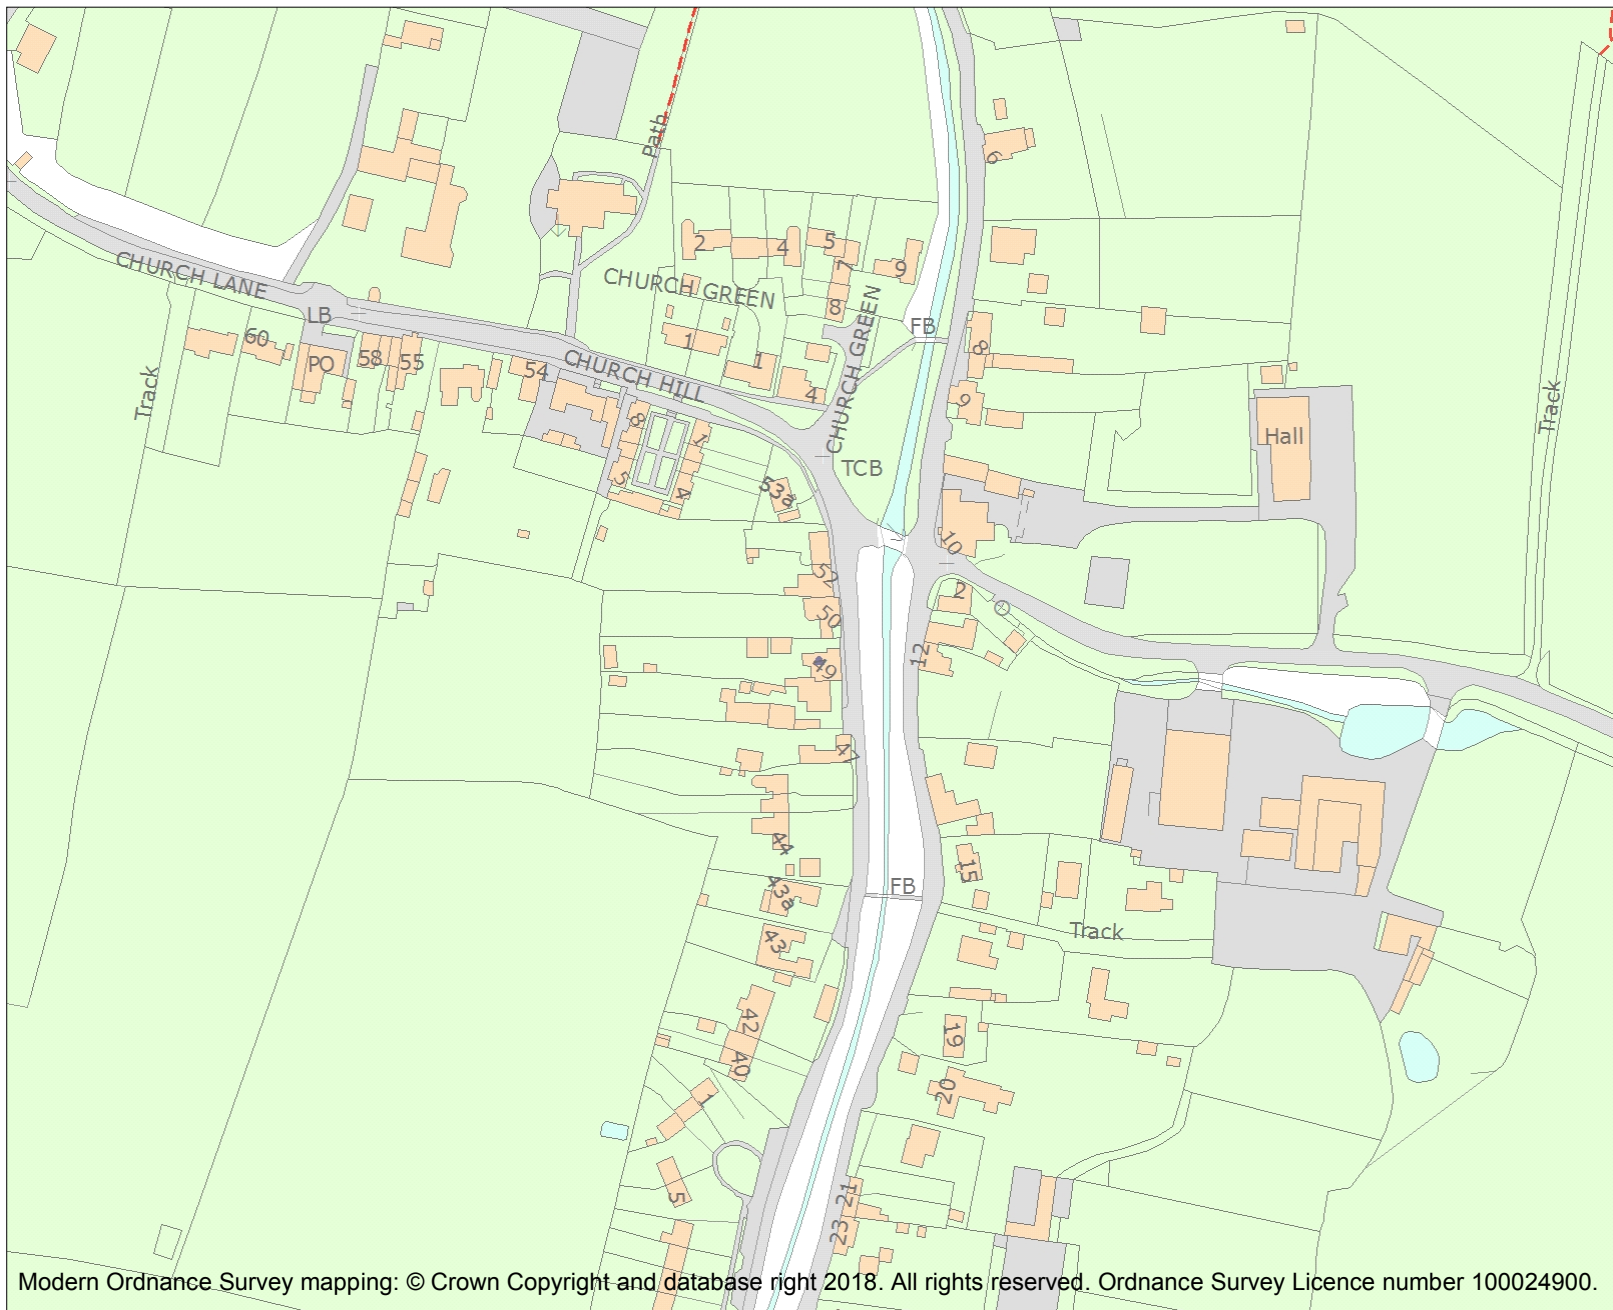 Path
6
2
4
5
7
9
CHURCH GREEN
8
CHURCH GREEN
CHURCH LANE
LB
FB
60
PO
58
55
54
CHURCH HILL
1
1
4
8
9
Track
Track
Hall
8
1
5
4
53a
TCB
10
52
50
2
12
49
47
44
15
43a
FB
Track
43
42
40
19
20
1
5
21
23
Modern Ordnance Survey mapping: © Crown Copyright and database right 2018. All rights reserved. Ordnance Survey Licence number 100024900.